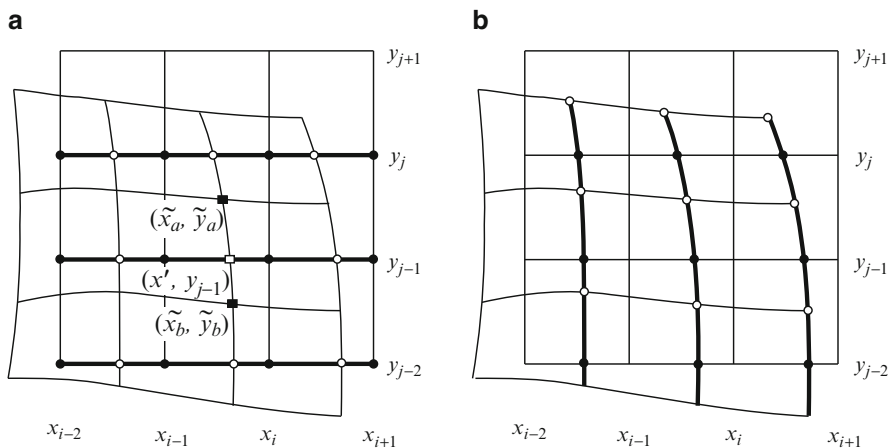 a
y_{j+1}
y_j
(x̃_a, ỹ_a)
y_{j−1}
(x′, y_{j−1})
(x̃_b, ỹ_b)
y_{j−2}
x_{i−2} x_{i−1} x_i x_{i+1}
b
y_{j+1}
y_j
y_{j−1}
y_{j−2}
x_{i−2} x_{i−1} x_i x_{i+1}